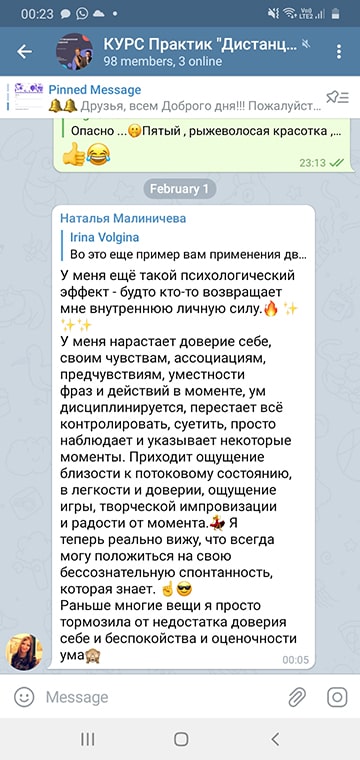 00:23
Vo))
LTE2
КУРС Практик "Дистанц...
98 members, 3 online
Pinned Message
🔔🔔Друзья, всем Доброго дня!!! Пожалуйст...
Опасно ...🤭Пятый , рыжеволосая красотка ,...
👍😂
23:13
February 1
Наталья Малиничева
Irina Volgina
Во это еще пример вам применения дв...
У меня ещё такой психологический
эффект - будто кто-то возвращает
мне внутреннюю личную силу.🔥 ✨
✨✨
У меня нарастает доверие себе,
своим чувствам, ассоциациям,
предчувствиям, уместности
фраз и действий в моменте, ум
дисциплинируется, перестает всё
контролировать, суетить, просто
наблюдает и указывает некоторые
моменты. Приходит ощущение
близости к потоковому состоянию,
в легкости и доверии, ощущение
игры, творческой импровизации
и радости от момента.💃 Я
теперь реально вижу, что всегда
могу положиться на свою
бессознательную спонтанность,
которая знает. ☝😎
Раньше многие вещи я просто
тормозила от недостатка доверия
себе и беспокойства и оценочности
ума🙈
00:05
Message